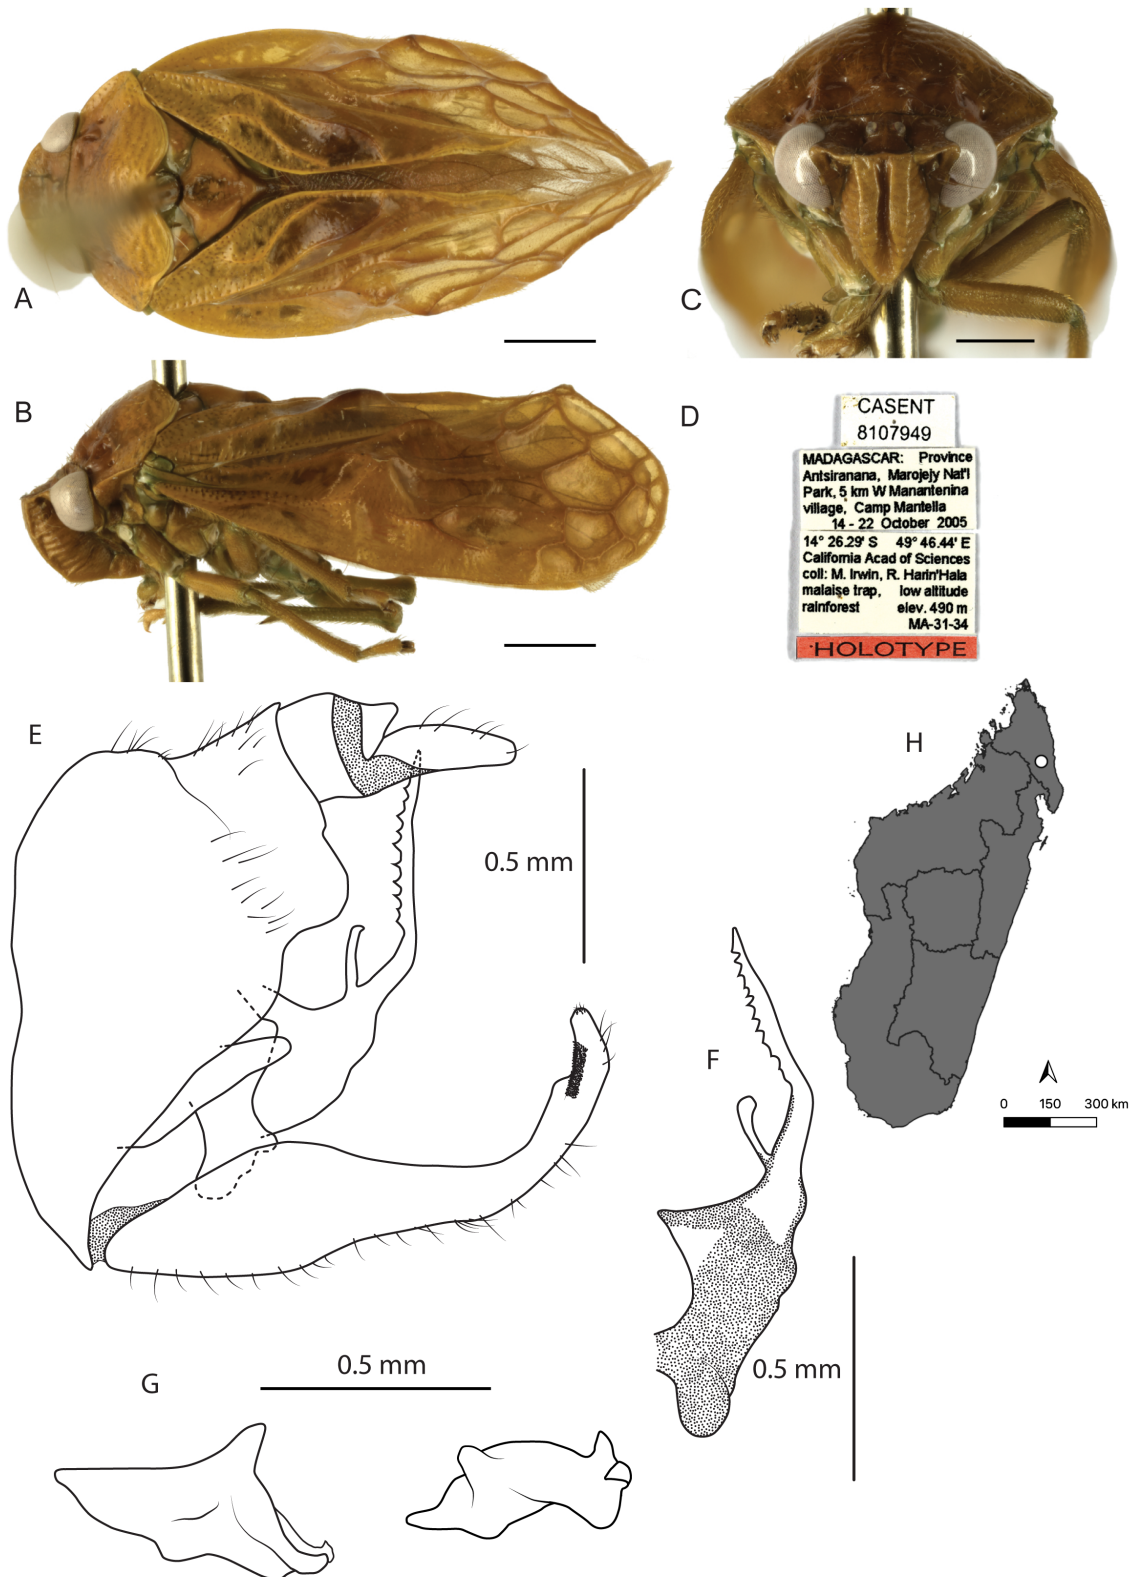 A
B
C
D
CASENT
8107949
MADAGASCAR: Province
Antsiranana, Marojejy Nat'l
Park, 5 km W Manantenina
village, Camp Mantella
14 - 22 October 2005
14° 26.29' S 49° 46.44' E
California Acad of Sciences
coll: M. Irwin, R. Harin'Hala
malaise trap, low altitude
rainforest elev. 490 m
MA-31-34
HOLOTYPE
E
0.5 mm
H
0 150 300 km
F
0.5 mm
G
0.5 mm